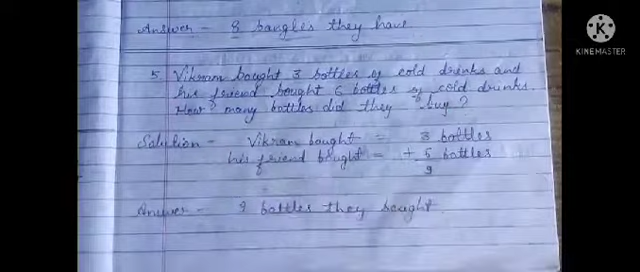 Answer - 8 bangles they have
KINEMASTER
5. Vikram bought 3 bottles of cold drinks and
his friend bought 6 bottles of cold drinks.
How many bottles did they buy?
Solution - Vikram bought = 3 bottles
his friend bought = + 5 bottles
9
Answer - 9 bottles they bought